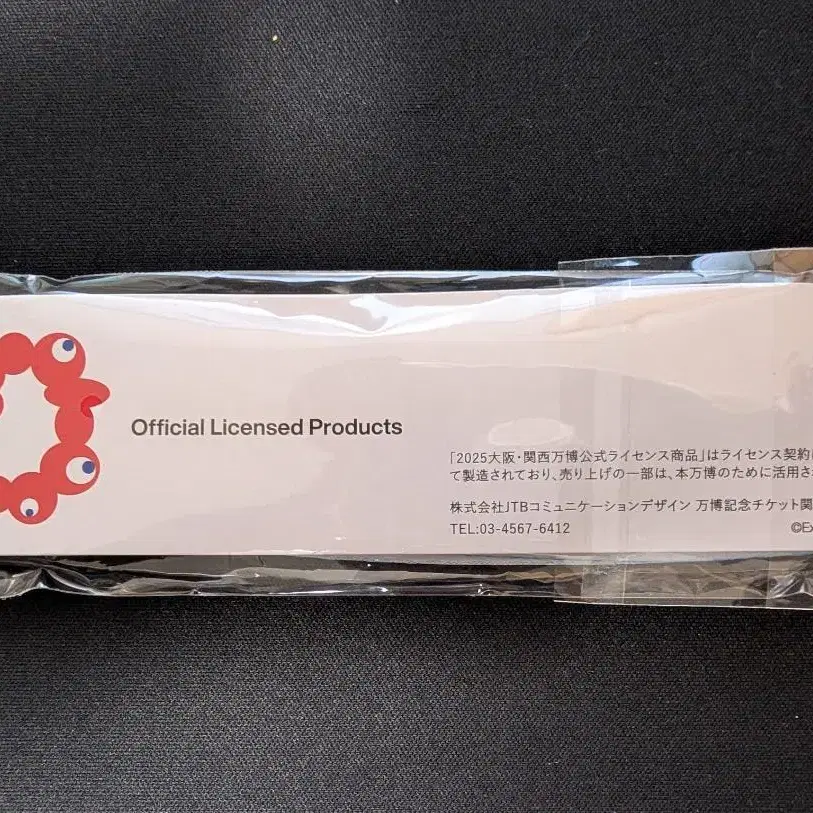 Official Licensed Products
「2025大阪・関西万博公式ライセンス商品」はライセンス契約
て製造されており、売り上げの一部は、本万博のために活用さ
株式会社JTBコミュニケーションデザイン 万博記念チケット関
TEL:03-4567-6412
©Ex